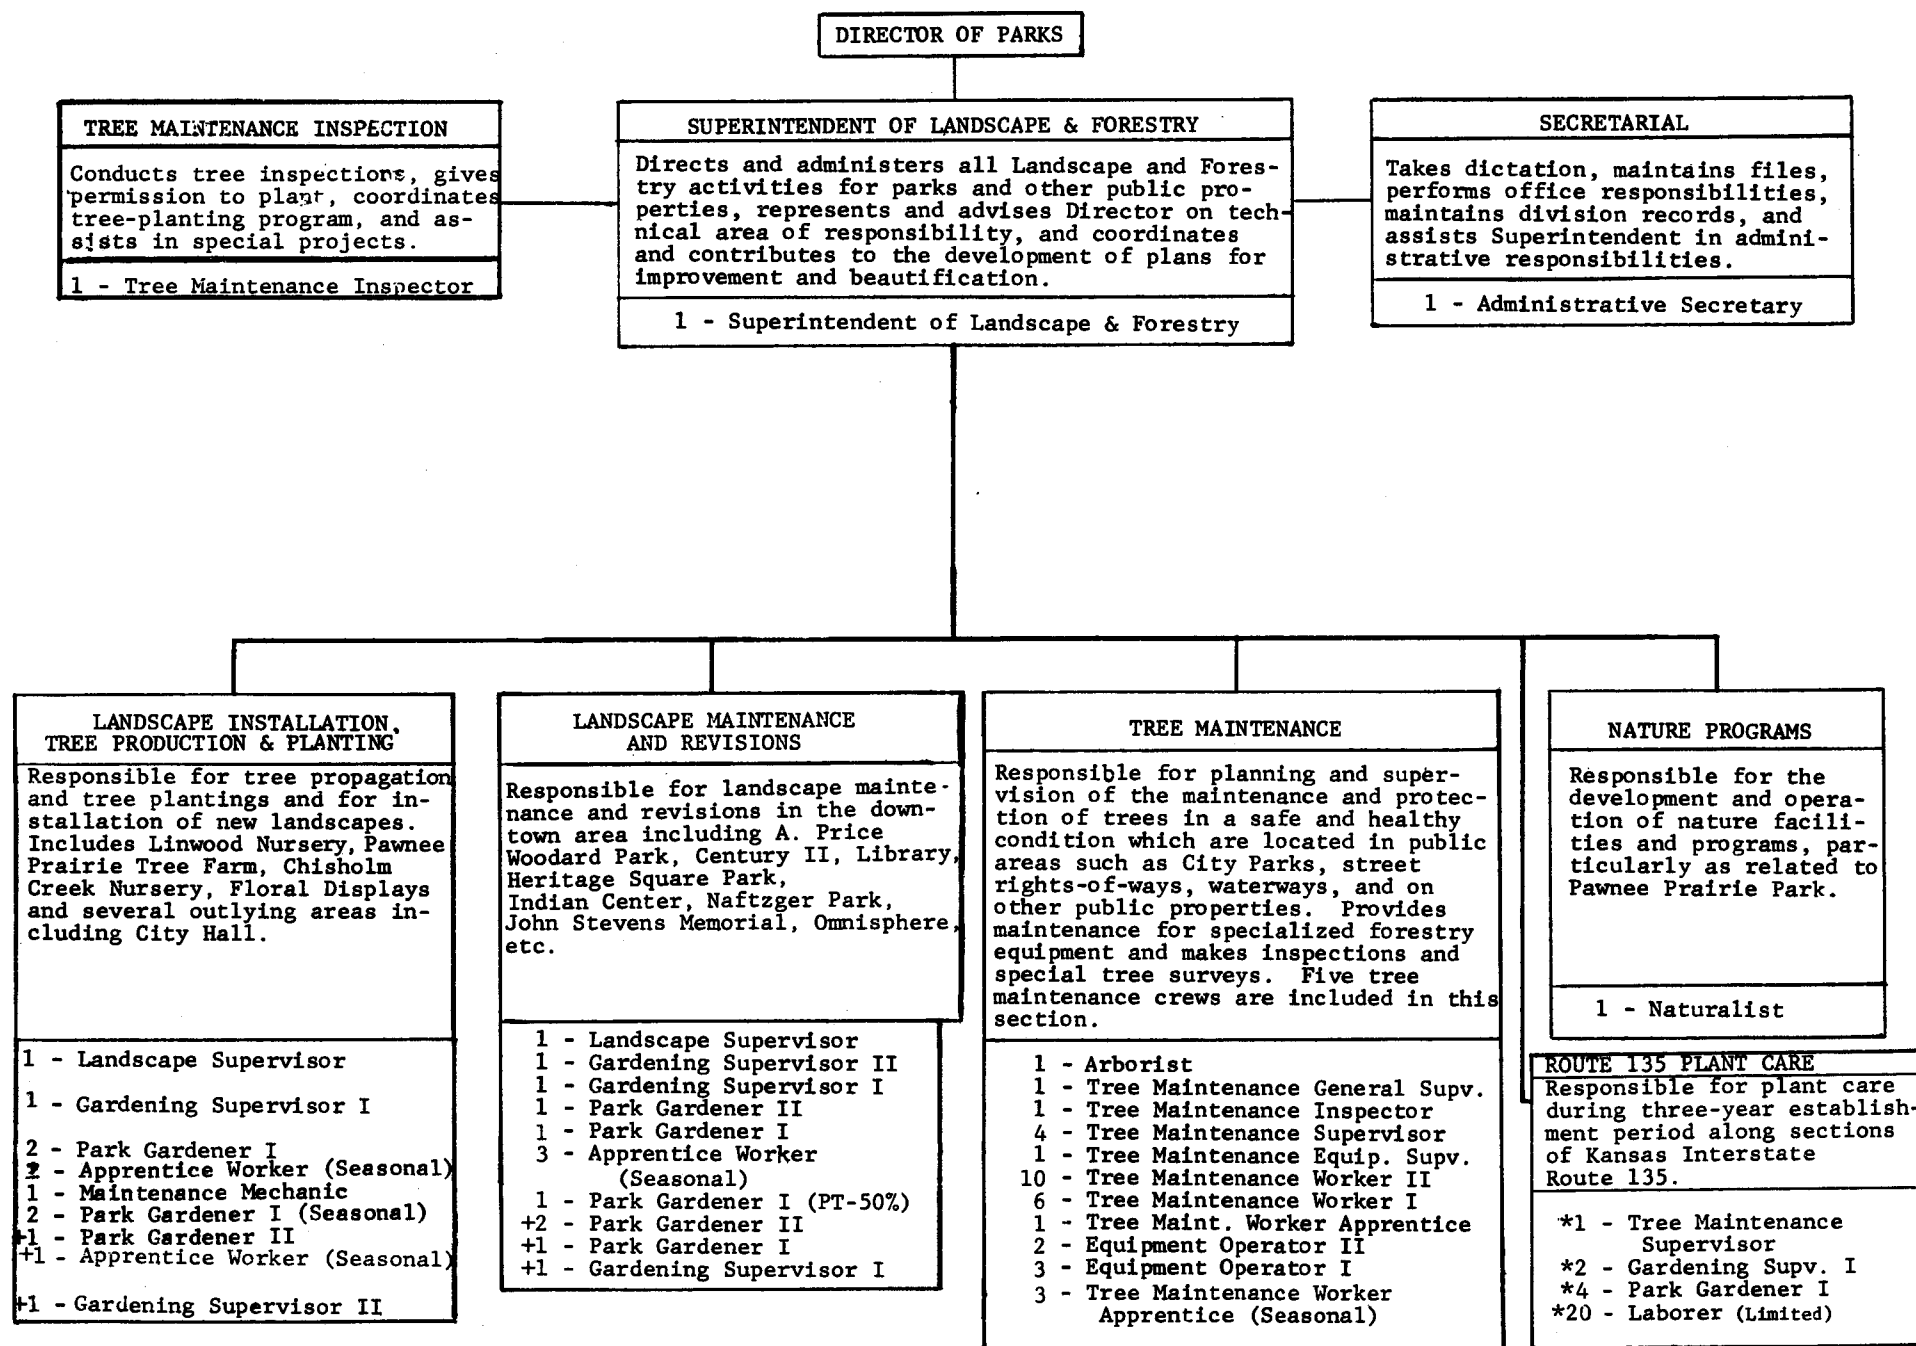 DIRECTOR OF PARKS
TREE MAINTENANCE INSPECTION
Conducts tree inspections, gives
permission to plant, coordinates
tree-planting program, and as-
sists in special projects.
1 - Tree Maintenance Inspector
SUPERINTENDENT OF LANDSCAPE & FORESTRY
Directs and administers all Landscape and Fores-
try activities for parks and other public pro-
perties, represents and advises Director on tech-
nical area of responsibility, and coordinates
and contributes to the development of plans for
improvement and beautification.
1 - Superintendent of Landscape & Forestry
SECRETARIAL
Takes dictation, maintains files,
performs office responsibilities,
maintains division records, and
assists Superintendent in admini-
strative responsibilities.
1 - Administrative Secretary
LANDSCAPE INSTALLATION,
TREE PRODUCTION & PLANTING
Responsible for tree propagation
and tree plantings and for in-
stallation of new landscapes.
Includes Linwood Nursery, Pawnee
Prairie Tree Farm, Chisholm
Creek Nursery, Floral Displays
and several outlying areas in-
cluding City Hall.
1 - Landscape Supervisor
1 - Gardening Supervisor I
2 - Park Gardener I
- Apprentice Worker (Seasonal)
1 - Maintenance Mechanic
2 - Park Gardener I (Seasonal)
+1 - Park Gardener II
+1 - Apprentice Worker (Seasonal)
+1 - Gardening Supervisor II
LANDSCAPE MAINTENANCE
AND REVISIONS
Responsible for landscape mainte-
nance and revisions in the down-
town area including A. Price
Woodard Park, Century II, Library,
Heritage Square Park,
Indian Center, Naftzger Park,
John Stevens Memorial, Omnisphere,
etc.
1 - Landscape Supervisor
1 - Gardening Supervisor II
1 - Gardening Supervisor I
1 - Park Gardener II
1 - Park Gardener I
3 - Apprentice Worker
(Seasonal)
1 - Park Gardener I (PT-50%)
+2 - Park Gardener II
+1 - Park Gardener I
+1 - Gardening Supervisor I
TREE MAINTENANCE
Responsible for planning and super-
vision of the maintenance and protec-
tion of trees in a safe and healthy
condition which are located in public
areas such as City Parks, street
rights-of-ways, waterways, and on
other public properties. Provides
maintenance for specialized forestry
equipment and makes inspections and
special tree surveys. Five tree
maintenance crews are included in this
section.
1 - Arborist
1 - Tree Maintenance General Supv.
1 - Tree Maintenance Inspector
4 - Tree Maintenance Supervisor
1 - Tree Maintenance Equip. Supv.
10 - Tree Maintenance Worker II
6 - Tree Maintenance Worker I
1 - Tree Maint. Worker Apprentice
2 - Equipment Operator II
3 - Equipment Operator I
3 - Tree Maintenance Worker
Apprentice (Seasonal)
NATURE PROGRAMS
Responsible for the
development and opera-
tion of nature facili-
ties and programs, par-
ticularly as related to
Pawnee Prairie Park.
1 - Naturalist
ROUTE 135 PLANT CARE
Responsible for plant care
during three-year establish-
ment period along sections
of Kansas Interstate
Route 135.
*1 - Tree Maintenance
Supervisor
*2 - Gardening Supv. I
*4 - Park Gardener I
*20 - Laborer (Limited)